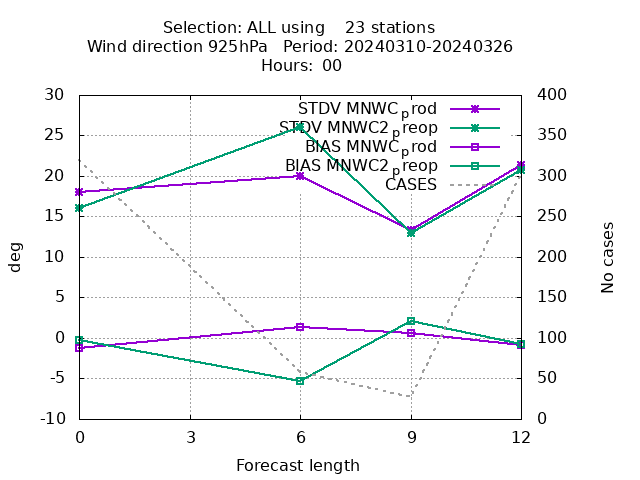 Selection: ALL using    23 stations
Wind direction 925hPa   Period: 20240310-20240326
Hours: 00
STDV MNWC_prod
STDV MNWC2_preop
BIAS MNWC_prod
BIAS MNWC2_preop
CASES
30
25
20
15
10
5
0
-5
-10
deg
400
350
300
250
200
150
100
50
0
No cases
0 3 6 9 12
Forecast length